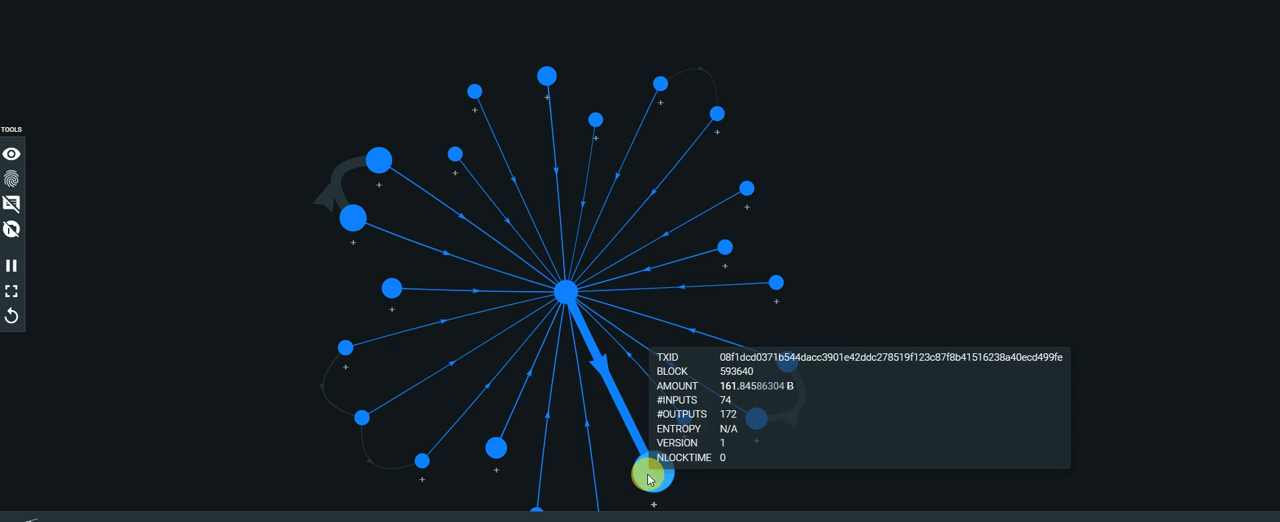 TOOLS
TXID 08f1dcd0371b544dacc3901e42ddc278519f123c87f8b41516238a40ecd499fe
BLOCK 593640
AMOUNT 161.84586304 Ƀ
#INPUTS 74
#OUTPUTS 172
ENTROPY N/A
VERSION 1
NLOCKTIME 0